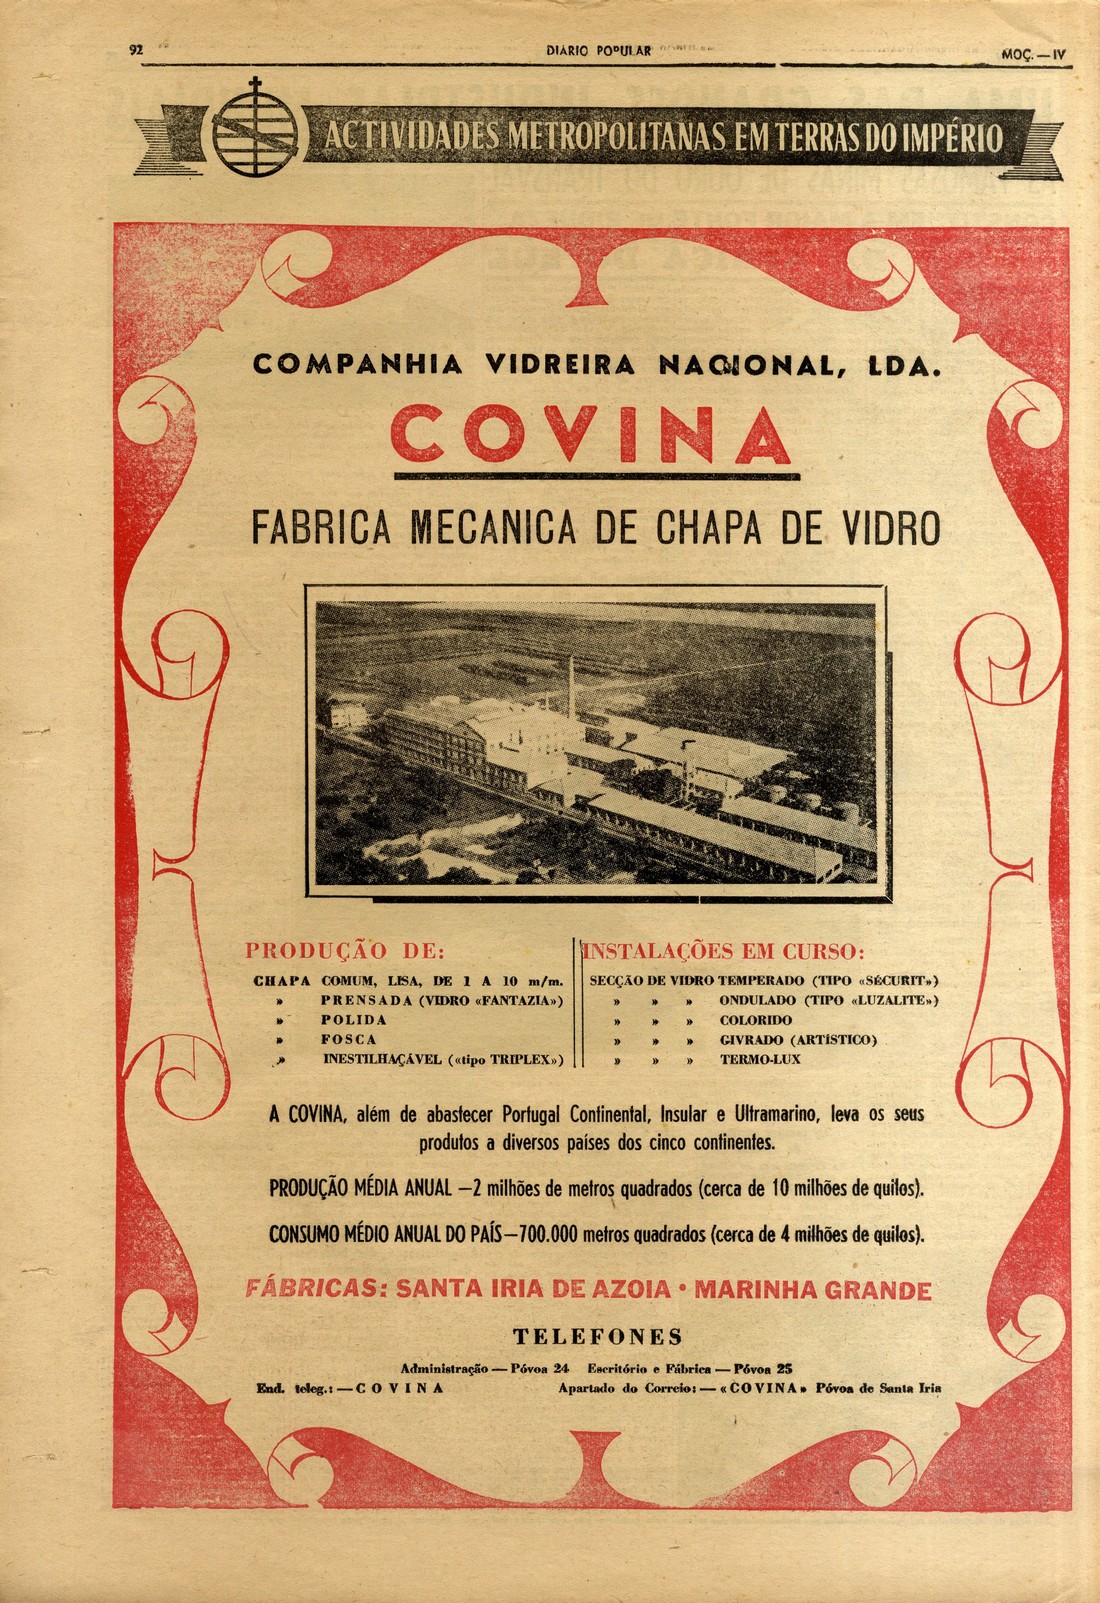 92
DIÁRIO POPULAR
MOÇ. — IV
ACTIVIDADES METROPOLITANAS EM TERRAS DO IMPÉRIO
COMPANHIA VIDREIRA NACIONAL, LDA.
COVINA
FABRICA MECANICA DE CHAPA DE VIDRO
PRODUÇÃO DE:
CHAPA COMUM, LISA, DE 1 A 10 m/m.
» PRENSADA (VIDRO «FANTAZIA»)
» POLIDA
» FOSCA
» INESTILHAÇÁVEL («tipo TRIPLEX»)
INSTALAÇÕES EM CURSO:
SECÇÃO DE VIDRO TEMPERADO (TIPO «SÉCURIT»)
» » » ONDULADO (TIPO «LUZALITE»)
» » » COLORIDO
» » » GIVRADO (ARTÍSTICO)
» » » TERMO-LUX
A COVINA, além de abastecer Portugal Continental, Insular e Ultramarino, leva os seus
produtos a diversos países dos cinco continentes.
PRODUÇÃO MÉDIA ANUAL — 2 milhões de metros quadrados (cerca de 10 milhões de quilos).
CONSUMO MÉDIO ANUAL DO PAÍS — 700.000 metros quadrados (cerca de 4 milhões de quilos).
FÁBRICAS: SANTA IRIA DE AZOIA • MARINHA GRANDE
TELEFONES
Administração — Póvoa 24 Escritório e Fábrica — Póvoa 25
End. teleg.: — COVINA Apartado do Correio: — «COVINA» Póvoa de Santa Iria